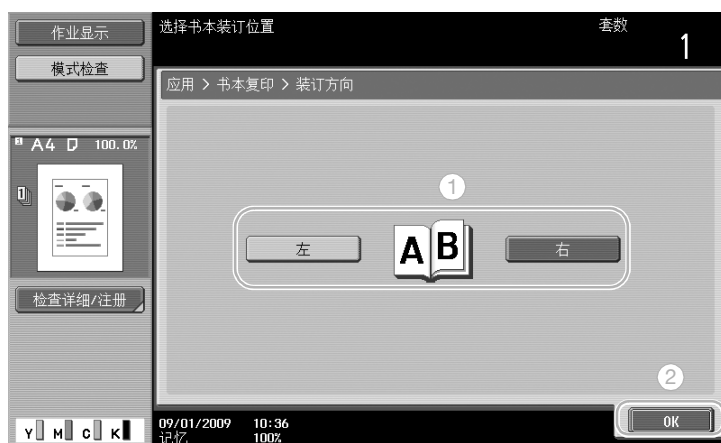 作业显示
模式检查
选择书本装订位置
套数
1
应用 > 书本复印 > 装订方向
A4 100.0%
1
①
左
A B
右
检查详细/注册
②
OK
Y M C K
09/01/2009 10:36
记忆 100%